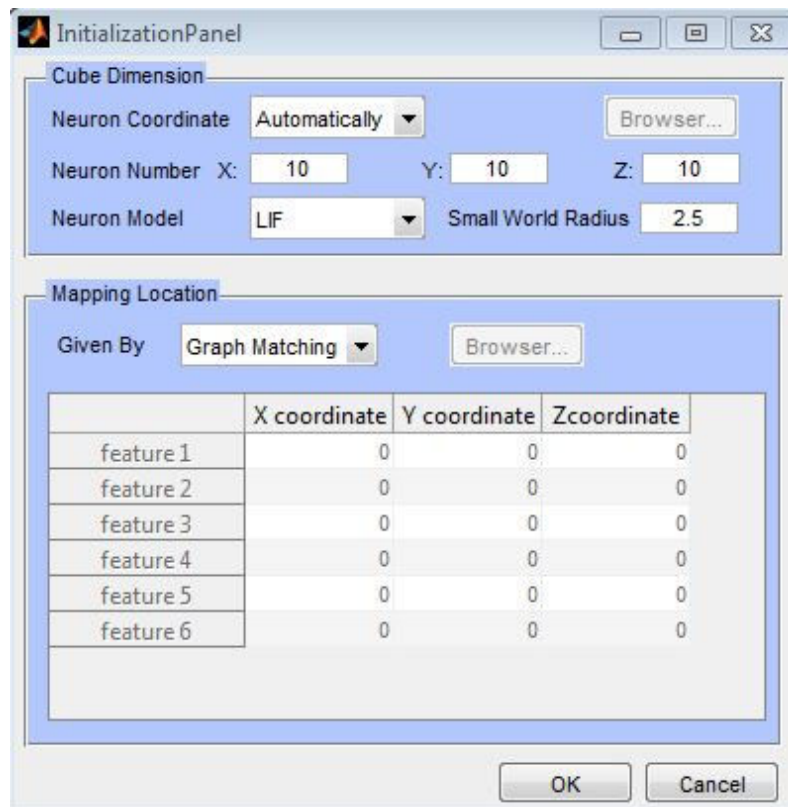 InitializationPanel
Cube Dimension
Neuron Coordinate Automatically Browser...
Neuron Number X: 10 Y: 10 Z: 10
Neuron Model LIF Small World Radius 2.5
Mapping Location
Given By Graph Matching Browser...
X coordinate Y coordinate Zcoordinate
feature 1 0 0 0
feature 2 0 0 0
feature 3 0 0 0
feature 4 0 0 0
feature 5 0 0 0
feature 6 0 0 0
OK Cancel